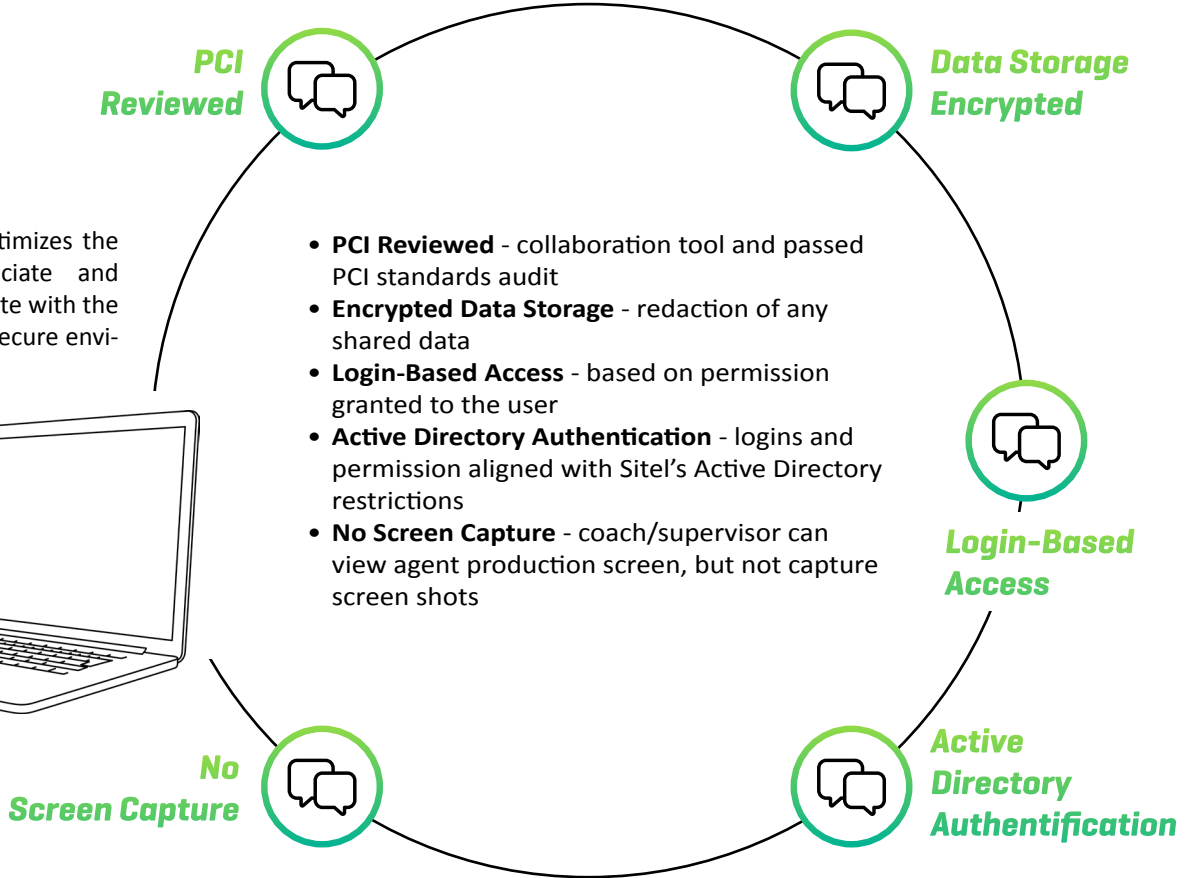 PCI
Reviewed
Data Storage
Encrypted
timizes the
ciate and
te with the
ecure envi-
• PCI Reviewed - collaboration tool and passed
PCI standards audit
• Encrypted Data Storage - redaction of any
shared data
• Login-Based Access - based on permission
granted to the user
• Active Directory Authentication - logins and
permission aligned with Sitel's Active Directory
restrictions
• No Screen Capture - coach/supervisor can
view agent production screen, but not capture
screen shots
Login-Based
Access
No
Screen Capture
Active
Directory
Authentification